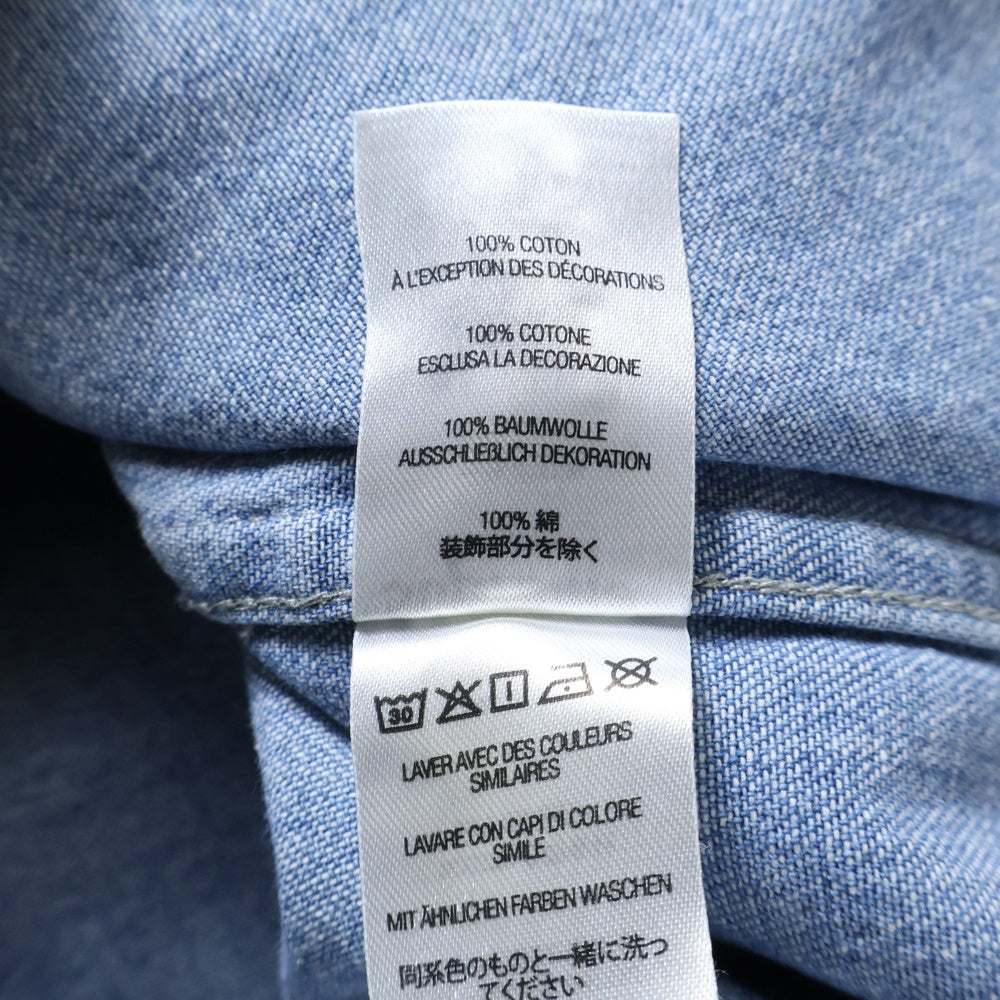 100% COTON
À L'EXCEPTION DES DÉCORATIONS
100% COTONE
ESCLUSA LA DECORAZIONE
100% BAUMWOLLE
AUSSCHLIEßLICH DEKORATION
100% 綿
装飾部分を除く
30
LAVER AVEC DES COULEURS
SIMILAIRES
LAVARE CON CAPI DI COLORE
SIMILE
MIT ÄHNLICHEN FARBEN WASCHEN
同系色のものと一緒に洗っ
てください